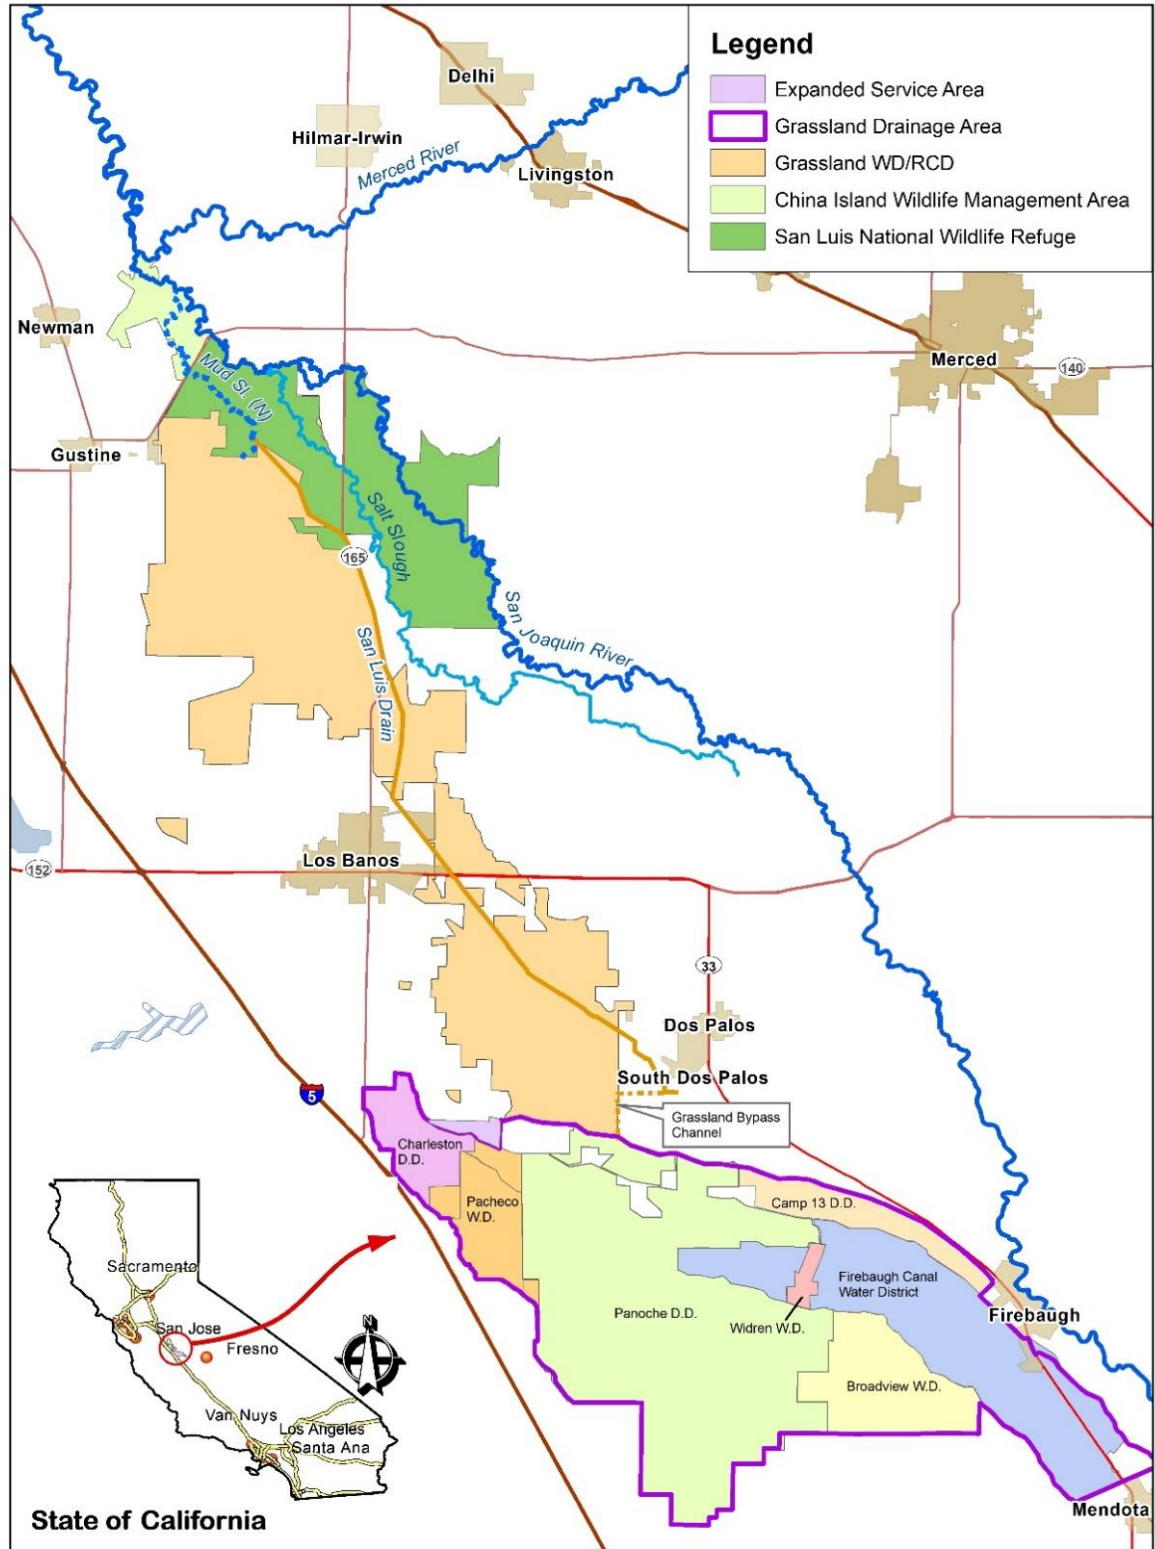 Legend
Expanded Service Area
Grassland Drainage Area
Grassland WD/RCD
China Island Wildlife Management Area
San Luis National Wildlife Refuge
Delhi
Hilmar-Irwin
Merced River
Livingston
Newman
Merced
140
Mud Sl. (N)
Gustine
Salt Slough
165
San Joaquin River
San Luis Drain
Los Banos
152
33
Dos Palos
South Dos Palos
5
Grassland Bypass
Channel
Charleston
D.D.
Pacheco
W.D.
Camp 13 D.D.
Firebaugh Canal
Water District
Panoche D.D.
Widren W.D.
Firebaugh
Broadview W.D.
Mendota
Sacramento
San Jose
Fresno
N
Van Nuys
Los Angeles
Santa Ana
State of California